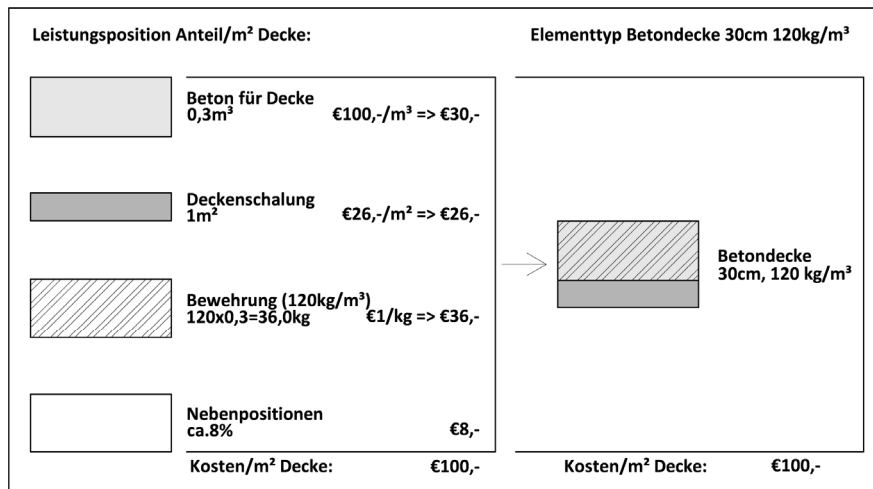 Leistungsposition Anteil/m² Decke:
Elementtyp Betondecke 30cm 120kg/m³
Beton für Decke
0,3m³ €100,-/m³ => €30,-
Deckenschalung
1m² €26,-/m² => €26,-
Bewehrung (120kg/m³)
120x0,3=36,0kg €1/kg => €36,-
Nebenpositionen
ca.8% €8,-
Kosten/m² Decke: €100,-
Betondecke
30cm, 120 kg/m³
Kosten/m² Decke: €100,-